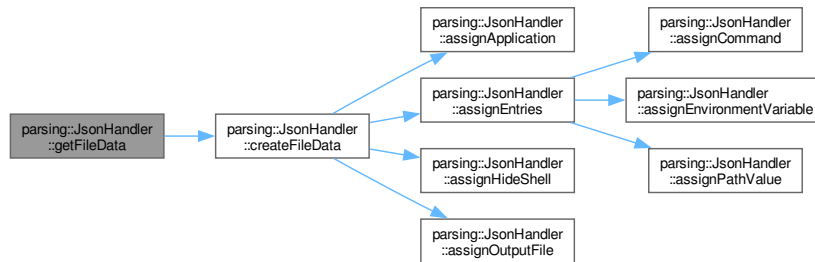 parsing::JsonHandler
::getFileData
parsing::JsonHandler
::createFileData
parsing::JsonHandler
::assignApplication
parsing::JsonHandler
::assignEntries
parsing::JsonHandler
::assignHideShell
parsing::JsonHandler
::assignOutputFile
parsing::JsonHandler
::assignCommand
parsing::JsonHandler
::assignEnvironmentVariable
parsing::JsonHandler
::assignPathValue